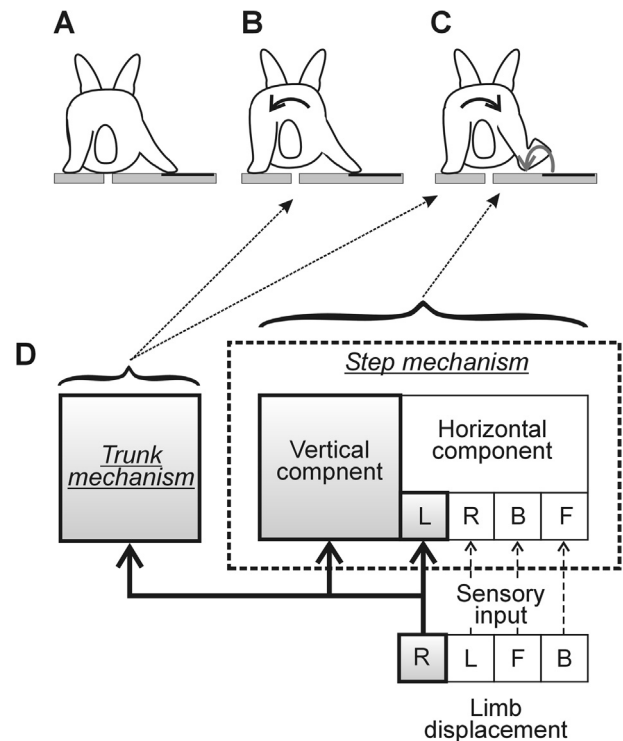 A B C
D
Step mechanism
Trunk
mechanism
Vertical
compnent
Horizontal
component
L R B F
Sensory
input
R L F B
Limb
displacement